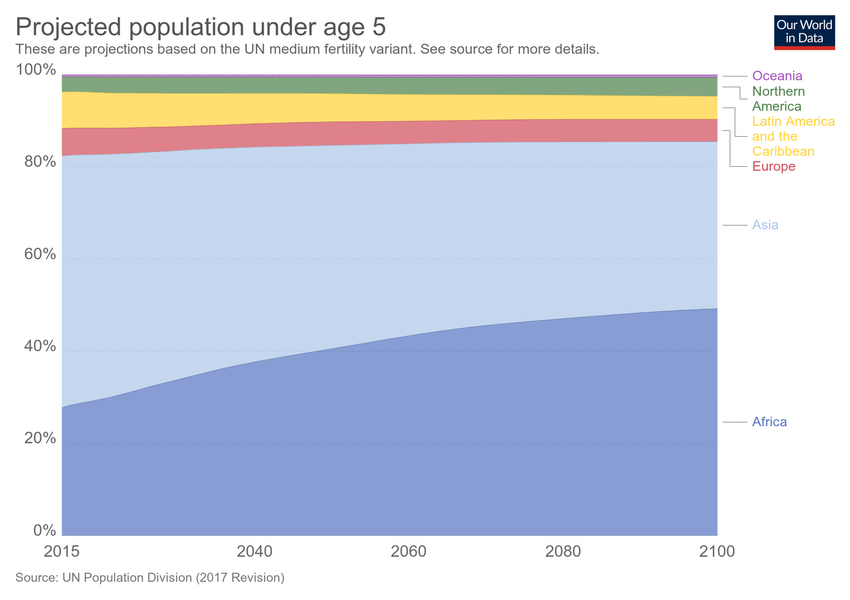 Projected population under age 5
These are projections based on the UN medium fertility variant. See source for more details.
Our World
in Data
100%
80%
60%
40%
20%
0%
2015
2040
2060
2080
2100
Oceania
Northern
America
Latin America
and the
Caribbean
Europe
Asia
Africa
Source: UN Population Division (2017 Revision)